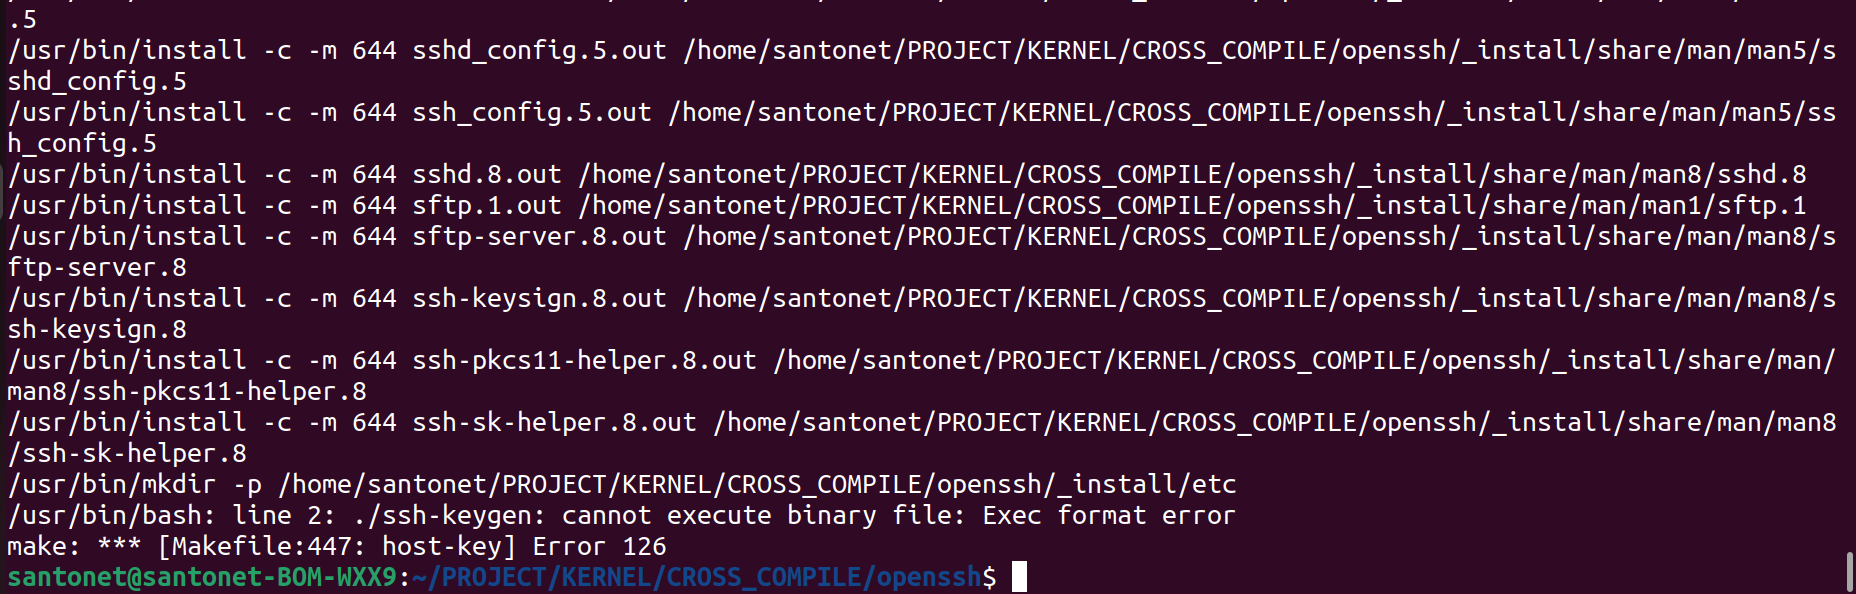 .5
/usr/bin/install -c -m 644 sshd_config.5.out /home/santonet/PROJECT/KERNEL/CROSS_COMPILE/openssh/_install/share/man/man5/s
shd_config.5
/usr/bin/install -c -m 644 ssh_config.5.out /home/santonet/PROJECT/KERNEL/CROSS_COMPILE/openssh/_install/share/man/man5/ss
h_config.5
/usr/bin/install -c -m 644 sshd.8.out /home/santonet/PROJECT/KERNEL/CROSS_COMPILE/openssh/_install/share/man/man8/sshd.8
/usr/bin/install -c -m 644 sftp.1.out /home/santonet/PROJECT/KERNEL/CROSS_COMPILE/openssh/_install/share/man/man1/sftp.1
/usr/bin/install -c -m 644 sftp-server.8.out /home/santonet/PROJECT/KERNEL/CROSS_COMPILE/openssh/_install/share/man/man8/s
ftp-server.8
/usr/bin/install -c -m 644 ssh-keysign.8.out /home/santonet/PROJECT/KERNEL/CROSS_COMPILE/openssh/_install/share/man/man8/s
sh-keysign.8
/usr/bin/install -c -m 644 ssh-pkcs11-helper.8.out /home/santonet/PROJECT/KERNEL/CROSS_COMPILE/openssh/_install/share/man/
man8/ssh-pkcs11-helper.8
/usr/bin/install -c -m 644 ssh-sk-helper.8.out /home/santonet/PROJECT/KERNEL/CROSS_COMPILE/openssh/_install/share/man/man8
/ssh-sk-helper.8
/usr/bin/mkdir -p /home/santonet/PROJECT/KERNEL/CROSS_COMPILE/openssh/_install/etc
/usr/bin/bash: line 2: ./ssh-keygen: cannot execute binary file: Exec format error
make: *** [Makefile:447: host-key] Error 126
santonet@santonet-BOM-WXX9:~/PROJECT/KERNEL/CROSS_COMPILE/openssh$